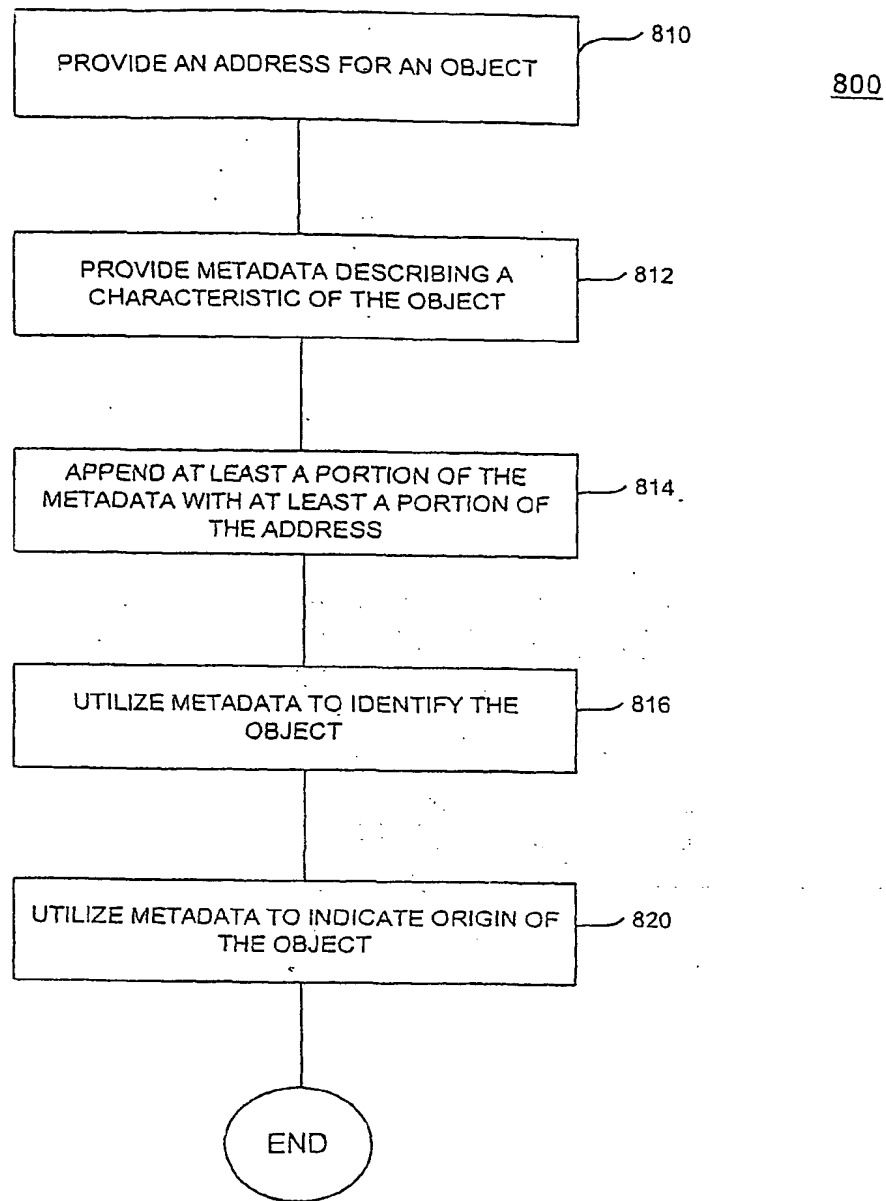 PROVIDE AN ADDRESS FOR AN OBJECT
810
800
PROVIDE METADATA DESCRIBING A
CHARACTERISTIC OF THE OBJECT
812
APPEND AT LEAST A PORTION OF THE
METADATA WITH AT LEAST A PORTION OF
THE ADDRESS
814
UTILIZE METADATA TO IDENTIFY THE
OBJECT
816
UTILIZE METADATA TO INDICATE ORIGIN OF
THE OBJECT
820
END